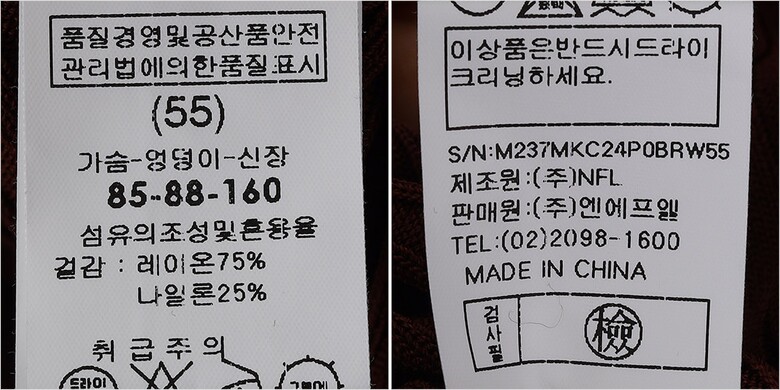 품질경영및공산품안전
관리법에의한품질표시
(55)
가슴-엉덩이-신장
85-88-160
섬유의조성및혼용율
겉감 : 레이온75%
나일론25%
취급주의
드라이
이상품은반드시드라이
크리닝하세요.
S/N:M237MKC24P0BRW55
제조원:(주)NFL
판매원:(주)엔에프엘
TEL:(02)2098-1600
MADE IN CHINA
검사필
檢